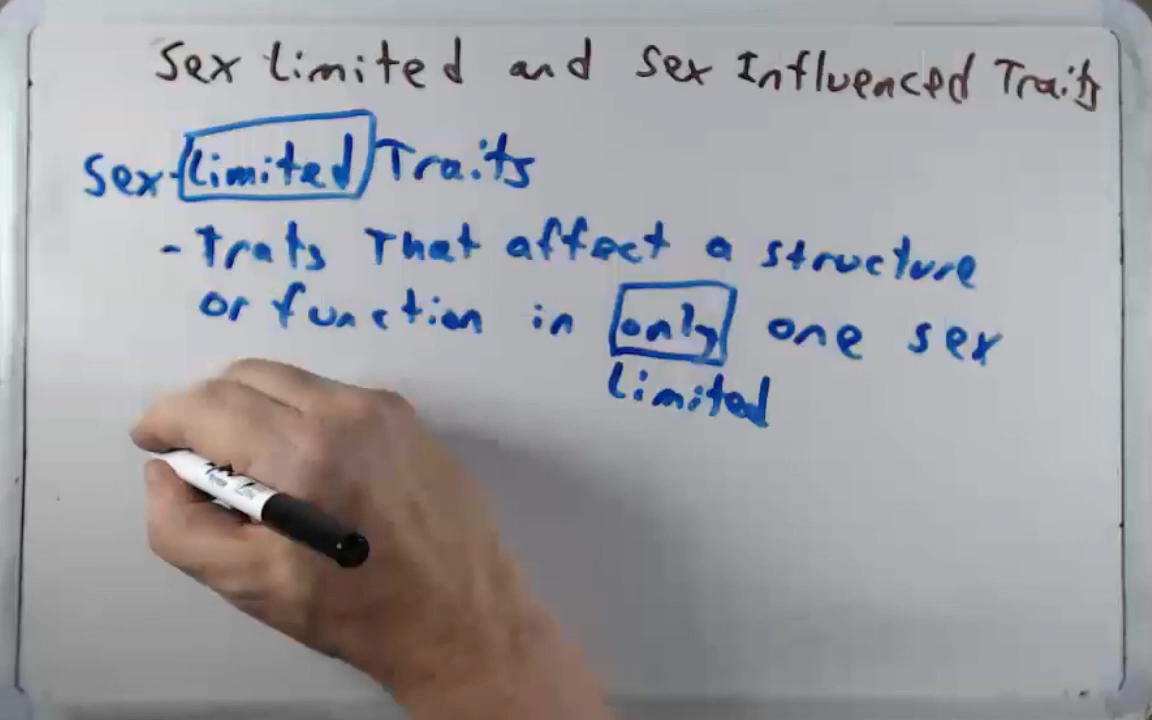 Sex Limited and Sex Influenced Traits
Sex-Limited Traits
- Trats That affect a structure
or function in only one sex
Limited